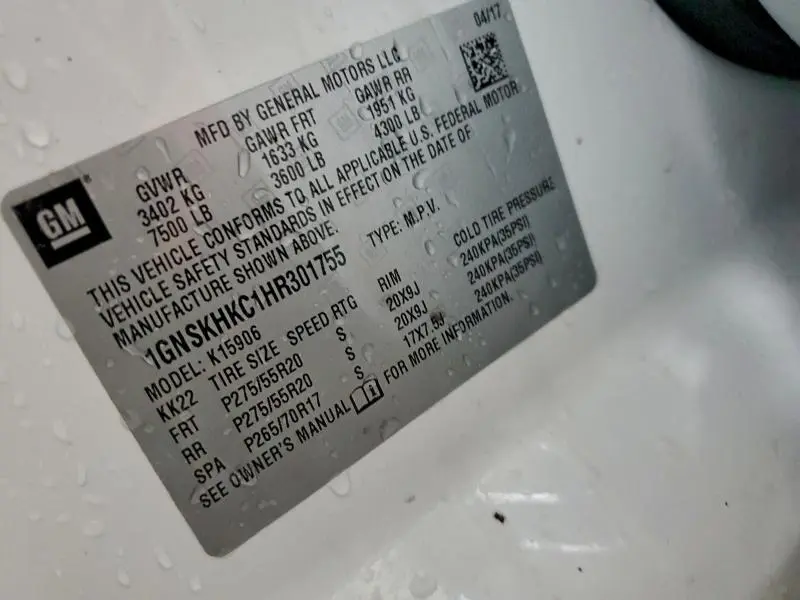 04/17
MFD BY GENERAL MOTORS LLC
GVWR GAWR FRT GAWR RR
3402 KG 1633 KG 1951 KG
7500 LB 3600 LB 4300 LB
GM®
THIS VEHICLE CONFORMS TO ALL APPLICABLE U.S. FEDERAL MOTOR
VEHICLE SAFETY STANDARDS IN EFFECT ON THE DATE OF
MANUFACTURE SHOWN ABOVE.
1GNSKHKC1HR301755 TYPE: M.P.V.
MODEL: K15906
KK22 TIRE SIZE SPEED RTG RIM COLD TIRE PRESSURE
FRT P275/55R20 S 20X9J 240KPA(35PSI)
RR P275/55R20 S 20X9J 240KPA(35PSI)
SPA P265/70R17 S 17X7.5J 240KPA(35PSI)
SEE OWNER'S MANUAL FOR MORE INFORMATION.